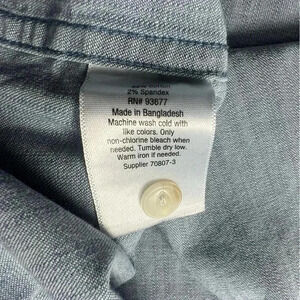 2% Spandex
RN# 93677
Made in Bangladesh
Machine wash cold with
like colors. Only
non-chlorine bleach when
needed. Tumble dry low.
Warm iron if needed.
Supplier 70807-3